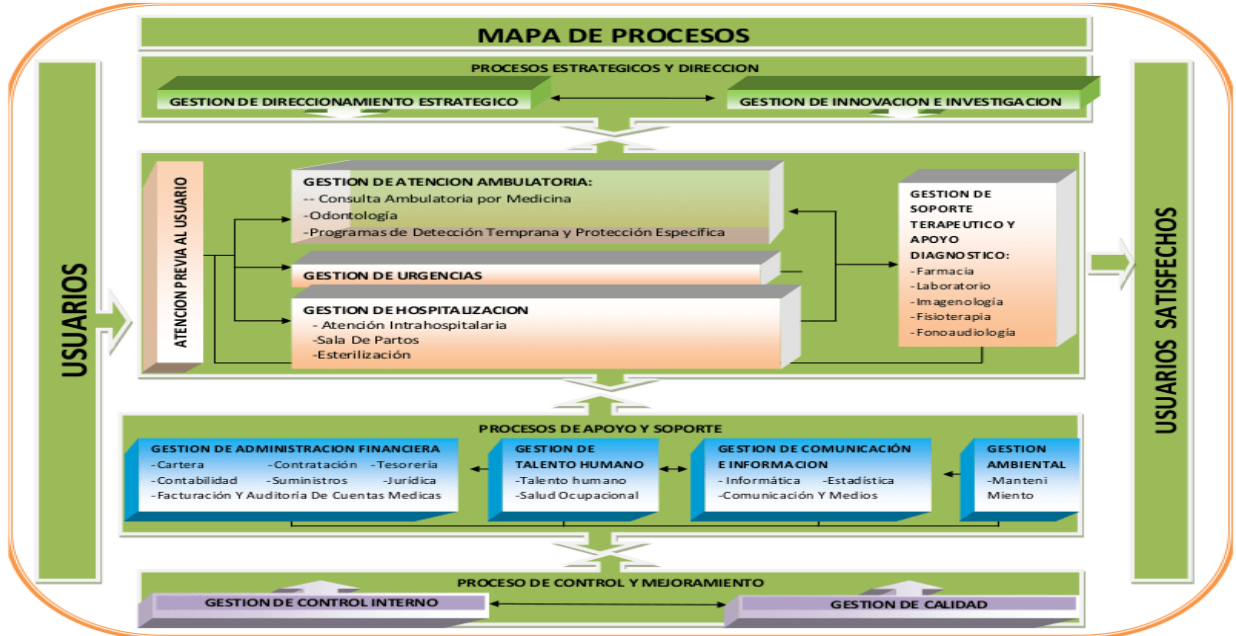 MAPA DE PROCESOS
PROCESOS ESTRATEGICOS Y DIRECCION
GESTION DE DIRECCIONAMIENTO ESTRATEGICO
GESTION DE INNOVACION E INVESTIGACION
USUARIOS
ATENCION PREVIA AL USUARIO
GESTION DE ATENCION AMBULATORIA:
-- Consulta Ambulatoria por Medicina
-Odontología
-Programas de Detección Temprana y Protección Específica
GESTION DE URGENCIAS
GESTION DE HOSPITALIZACION
- Atención Intrahospitalaria
-Sala De Partos
-Esterilización
GESTION DE
SOPORTE
TERAPEUTICO Y
APOYO
DIAGNOSTICO:
-Farmacia
-Laboratorio
-Imagenología
-Fisioterapia
-Fonoaudiología
USUARIOS SATISFECHOS
PROCESOS DE APOYO Y SOPORTE
GESTION DE ADMINISTRACION FINANCIERA
-Cartera -Contratación -Tesorería
-Contabilidad -Suministros -Jurídica
-Facturación Y Auditoría De Cuentas Medicas
GESTION DE
TALENTO HUMANO
-Talento humano
-Salud Ocupacional
GESTION DE COMUNICACIÓN
E INFORMACION
- Informática -Estadística
-Comunicación Y Medios
GESTION
AMBIENTAL
-Manteni
Miento
PROCESO DE CONTROL Y MEJORAMIENTO
GESTION DE CONTROL INTERNO
GESTION DE CALIDAD